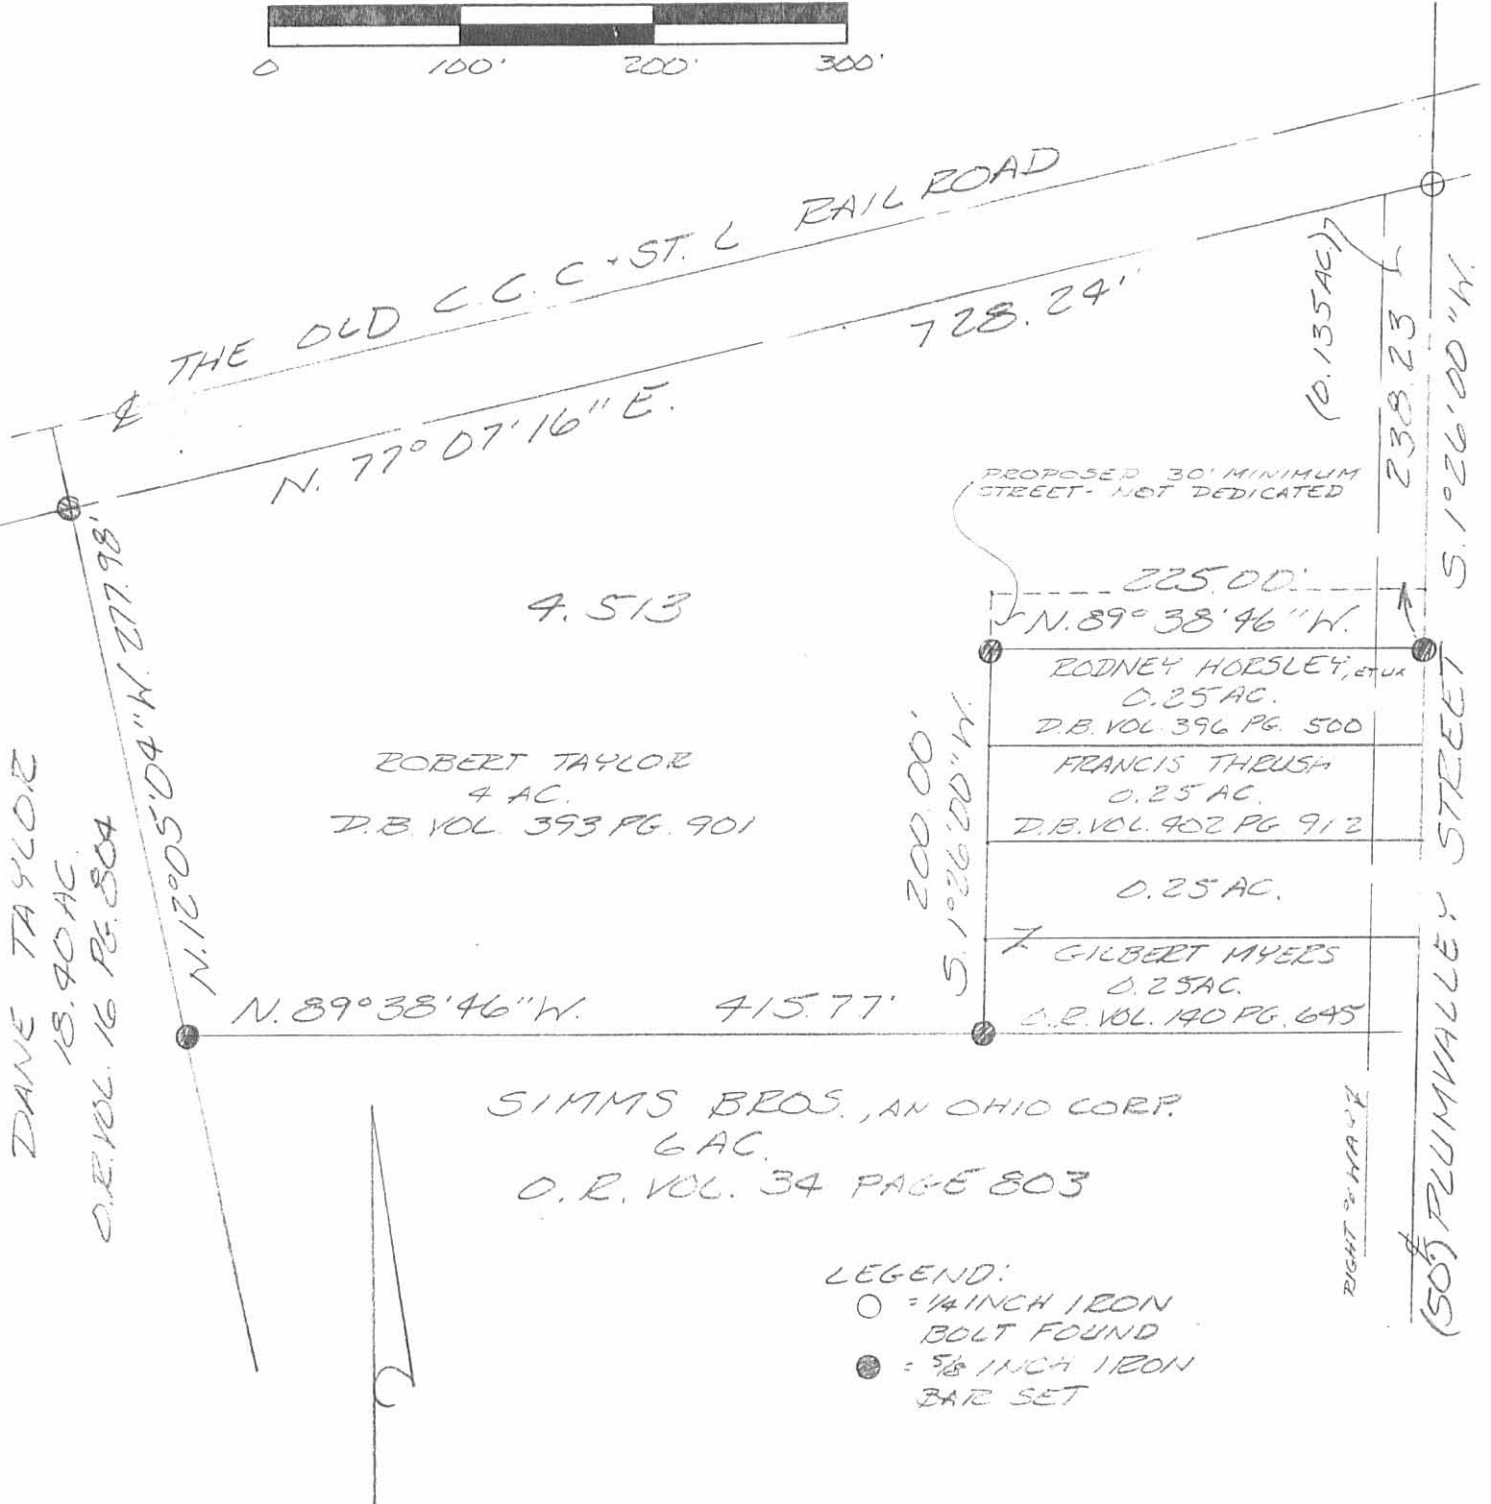 0 100' 200' 300'
THE OLD C.C.C + ST. L RAILROAD
N. 77° 07' 16" E. 728.24'
(0.135 AC.)
238.23
S. 1° 26' 00" W.
PROPOSED 30' MINIMUM
STREET - NOT DEDICATED
225.00'
N. 89° 38' 46" W.
4.513
RODNEY HORSLEY, ET UX
0.25 AC.
D.B. VOL. 396 PG. 500
FRANCIS THRUSH
0.25 AC.
D.B. VOL. 402 PG 912
0.25 AC.
GILBERT MYERS
0.25 AC.
O.R. VOL. 140 PG. 645
ROBERT TAYLOR
4 AC.
D.B. VOL. 393 PG. 901
200.00'
S. 1° 26' 00" W.
N. 12° 05' 04" W. 277.98'
DANE TAYLOR
18.40 AC.
O.R. VOL. 16 PG. 804
N. 89° 38' 46" W. 415.77'
SIMMS BROS., AN OHIO CORP.
6 AC.
O.R. VOL. 34 PAGE 803
RIGHT OF WAY
(50') PLUMVALLEY STREET
LEGEND:
= 1/4 INCH IRON
BOLT FOUND
= 5/8 INCH IRON
BAR SET